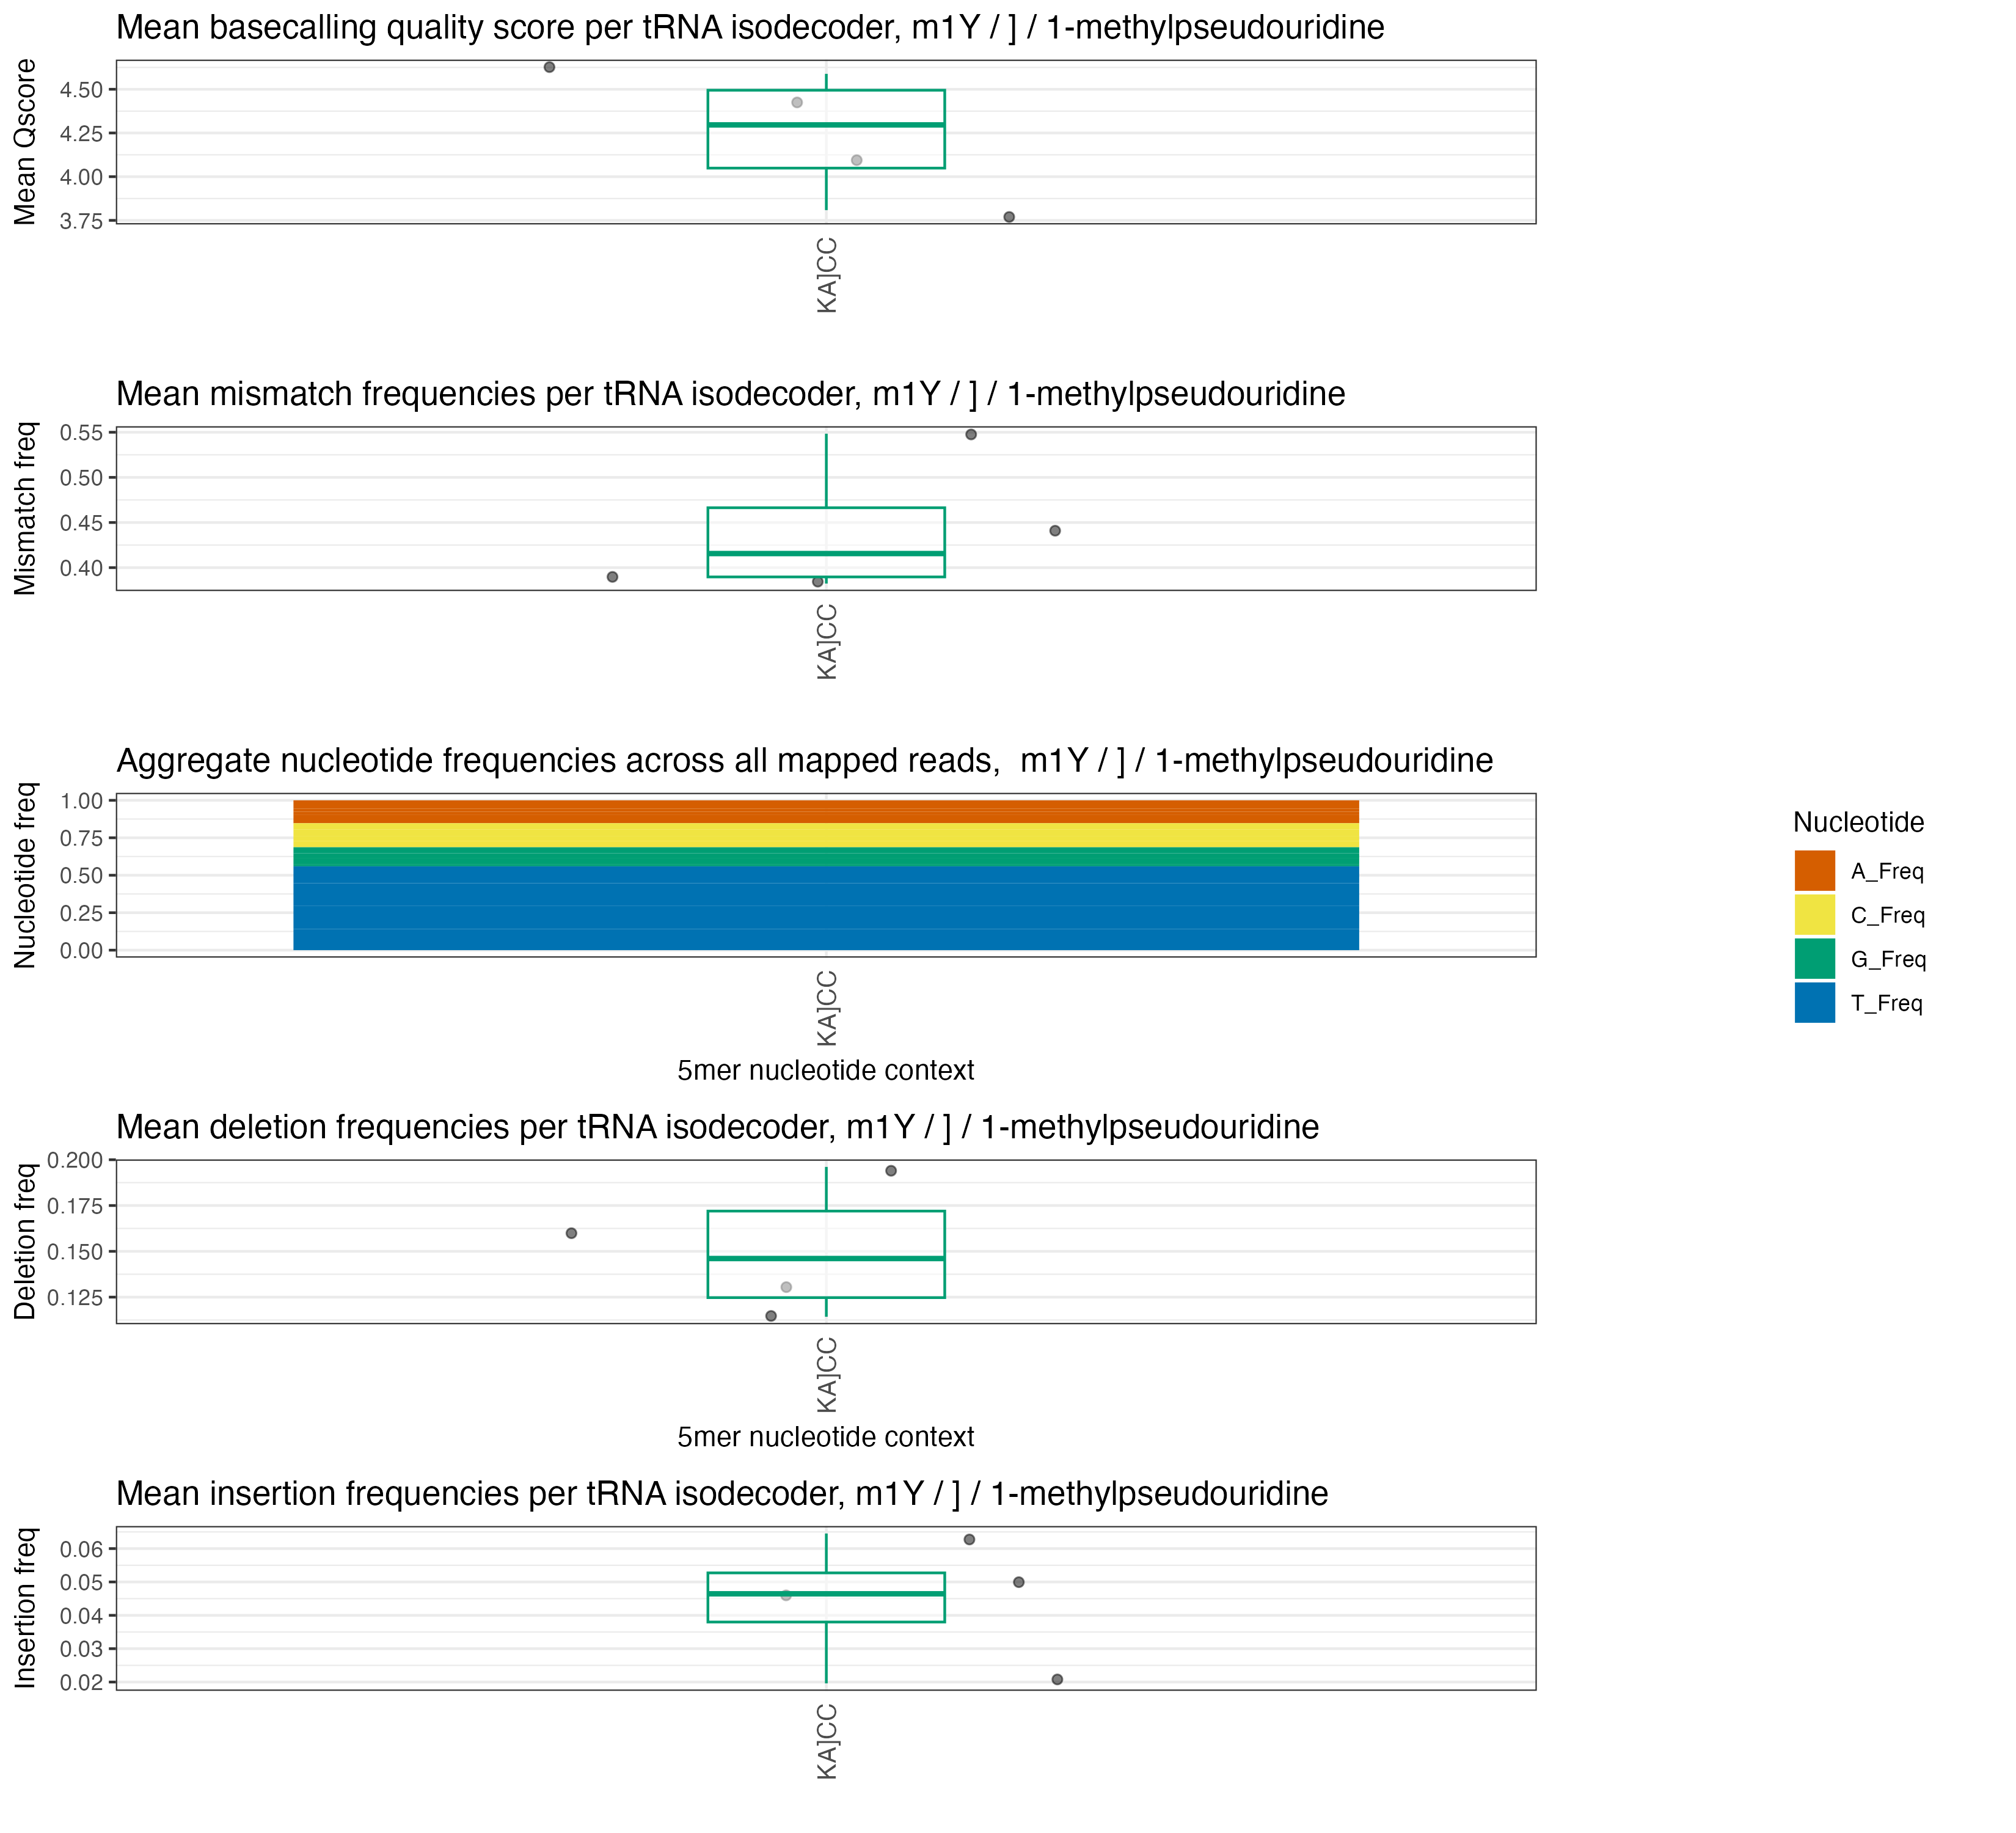 Mean basecalling quality score per tRNA isodecoder, m1Y / ] / 1-methylpseudouridine
Mean Qscore
4.50
4.25
4.00
3.75
KA]CC
Mean mismatch frequencies per tRNA isodecoder, m1Y / ] / 1-methylpseudouridine
Mismatch freq
0.55
0.50
0.45
0.40
KA]CC
Aggregate nucleotide frequencies across all mapped reads,  m1Y / ] / 1-methylpseudouridine
Nucleotide freq
1.00
0.75
0.50
0.25
0.00
KA]CC
5mer nucleotide context
Nucleotide
A_Freq
C_Freq
G_Freq
T_Freq
Mean deletion frequencies per tRNA isodecoder, m1Y / ] / 1-methylpseudouridine
Deletion freq
0.200
0.175
0.150
0.125
KA]CC
5mer nucleotide context
Mean insertion frequencies per tRNA isodecoder, m1Y / ] / 1-methylpseudouridine
Insertion freq
0.06
0.05
0.04
0.03
0.02
KA]CC